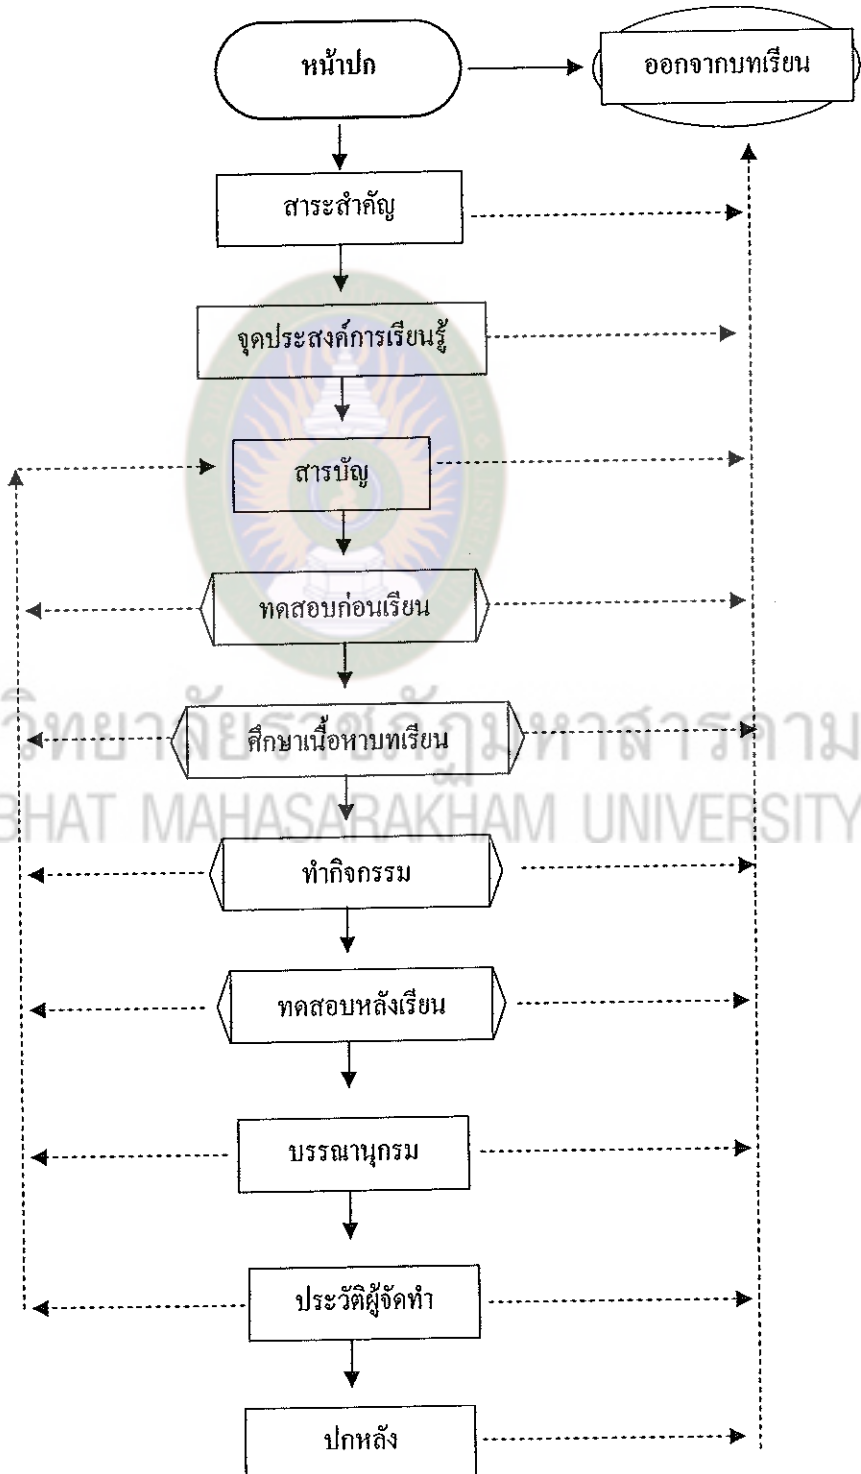 หน้าปก
ออกจากบทเรียน
สาระสำคัญ
จุดประสงค์การเรียนรู้
สารบัญ
ทดสอบก่อนเรียน
วิทยาลัยราชภัฏมหาสารคาม
ศึกษาเนื้อหาบทเรียน
BHAT MAHASARAKHAM UNIVERSITY
ทำกิจกรรม
ทดสอบหลังเรียน
บรรณานุกรม
ประวัติผู้จัดทำ
ปกหลัง